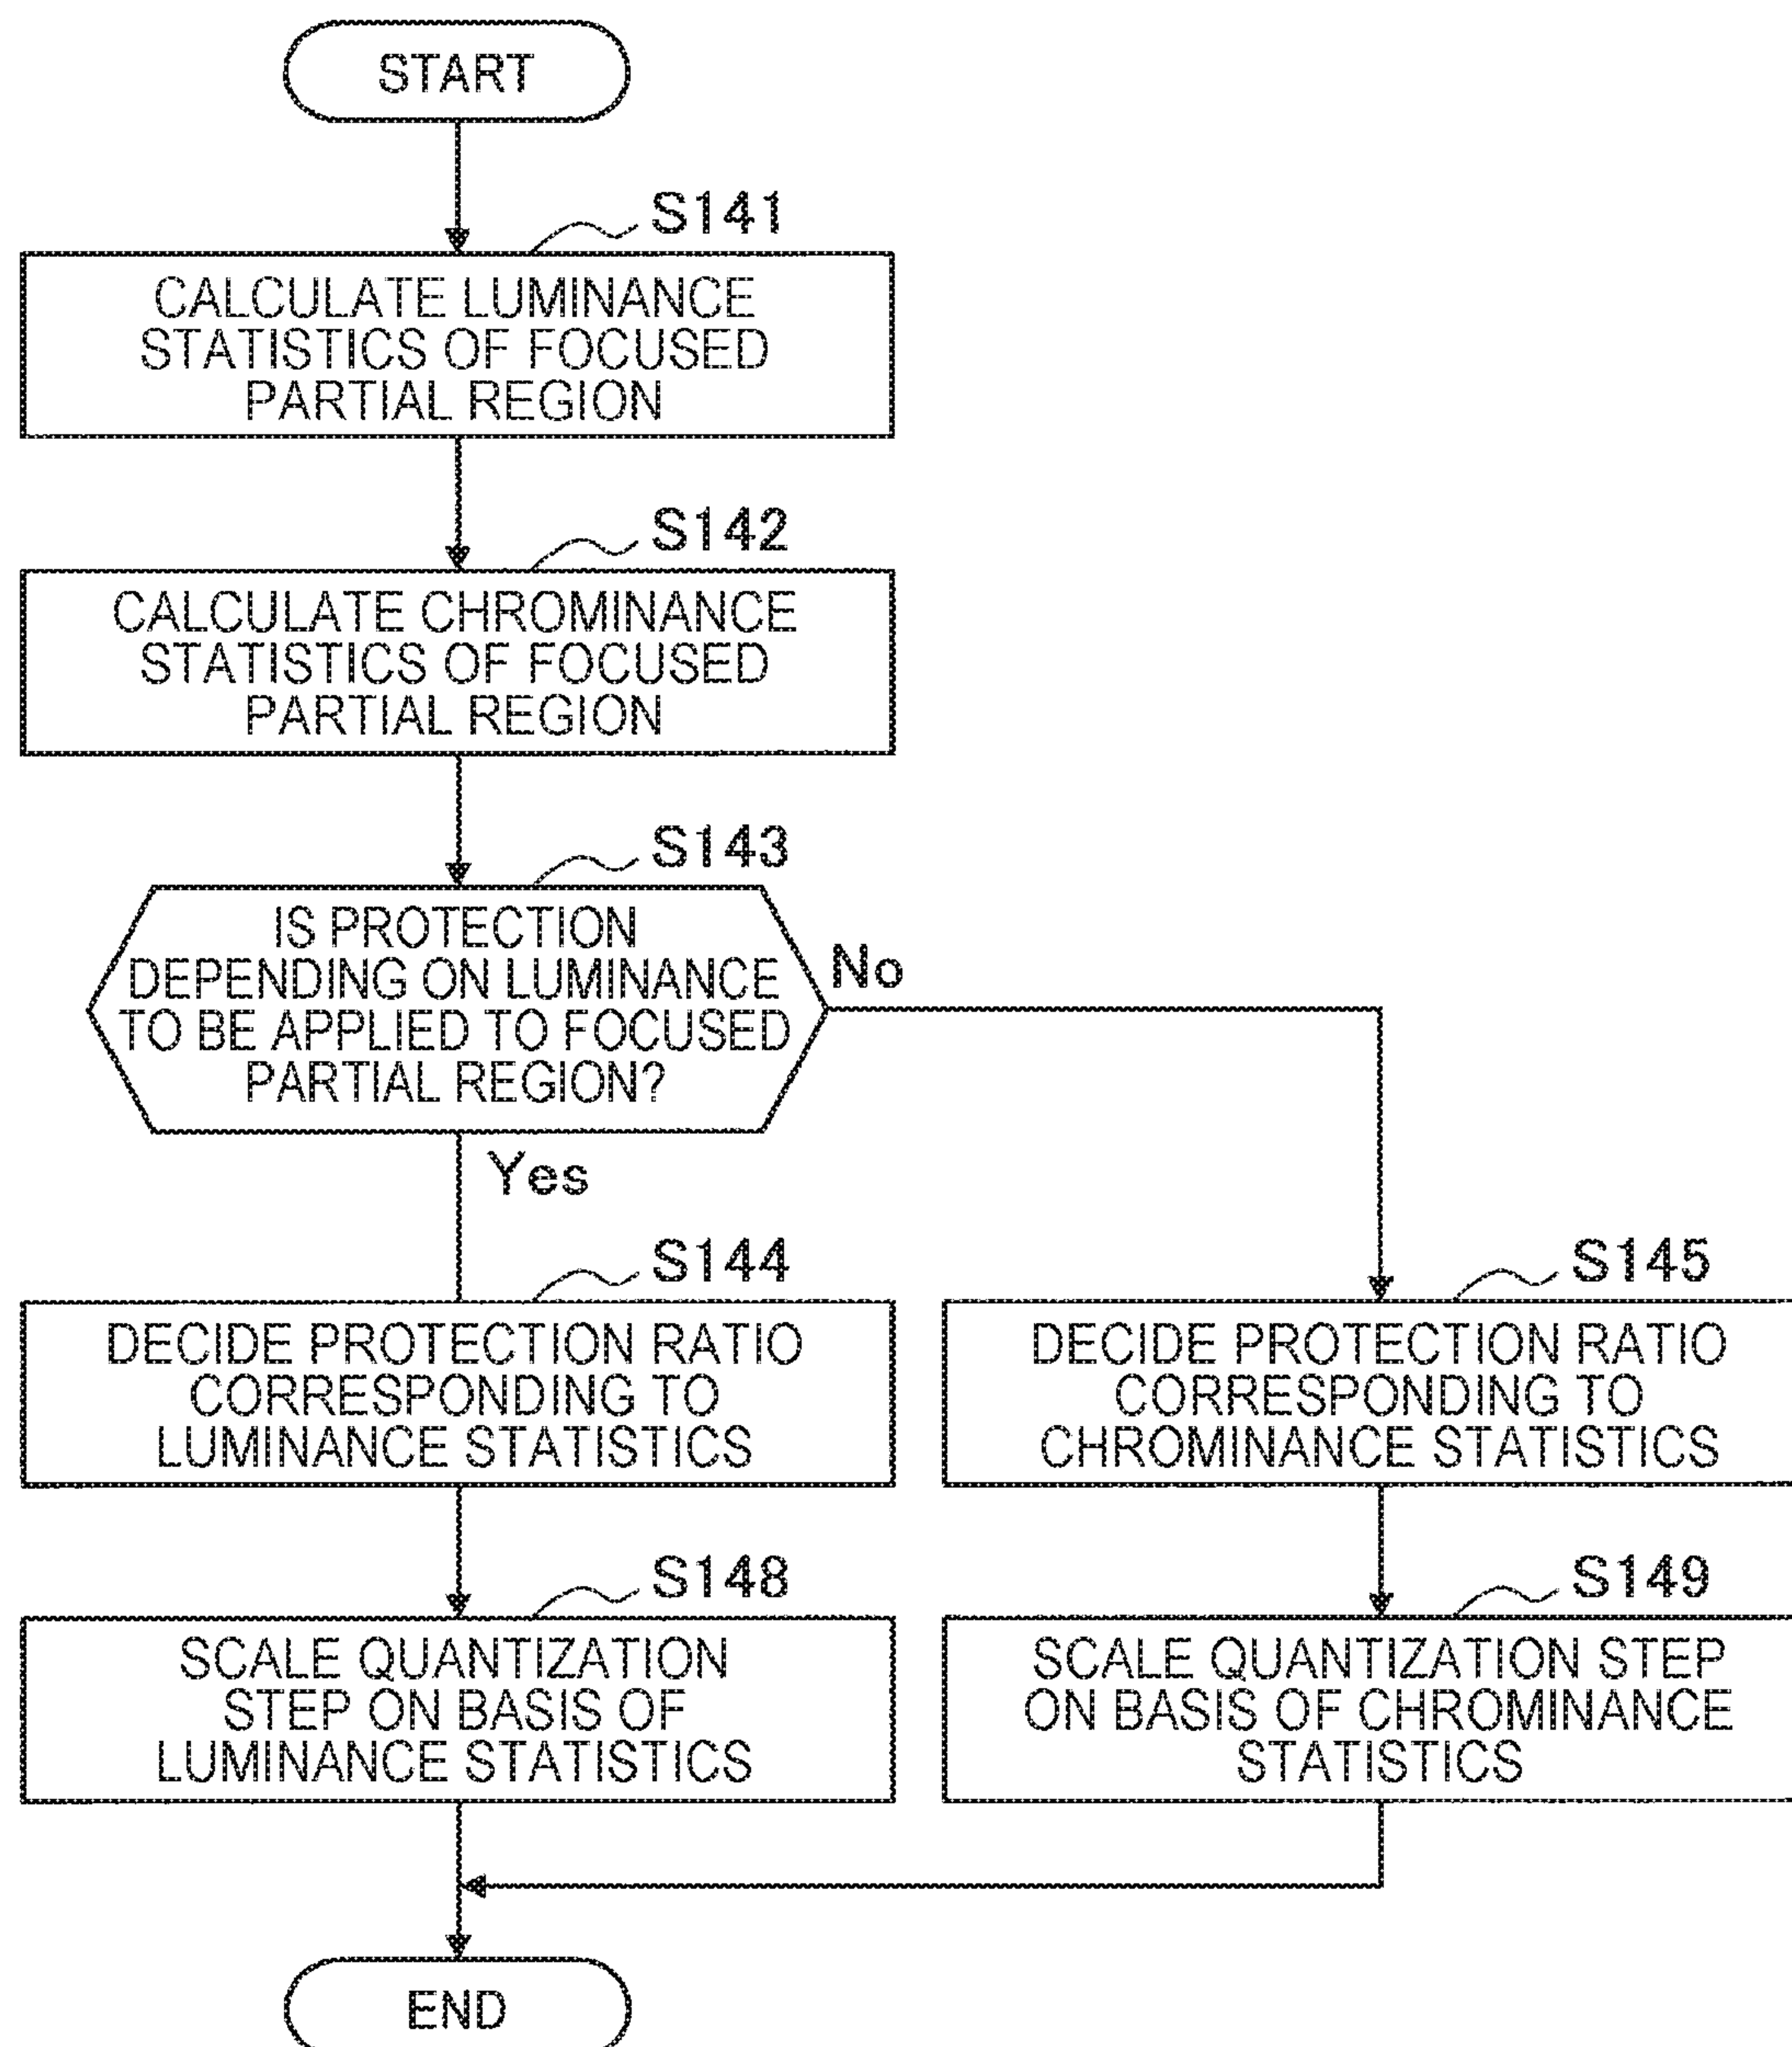 START
S141
CALCULATE LUMINANCE
STATISTICS OF FOCUSED
PARTIAL REGION
S142
CALCULATE CHROMINANCE
STATISTICS OF FOCUSED
PARTIAL REGION
S143
IS PROTECTION
DEPENDING ON LUMINANCE
TO BE APPLIED TO FOCUSED
PARTIAL REGION?
No
Yes
S144
DECIDE PROTECTION RATIO
CORRESPONDING TO
LUMINANCE STATISTICS
S145
DECIDE PROTECTION RATIO
CORRESPONDING TO
CHROMINANCE STATISTICS
S148
SCALE QUANTIZATION
STEP ON BASIS OF
LUMINANCE STATISTICS
S149
SCALE QUANTIZATION STEP
ON BASIS OF CHROMINANCE
STATISTICS
END